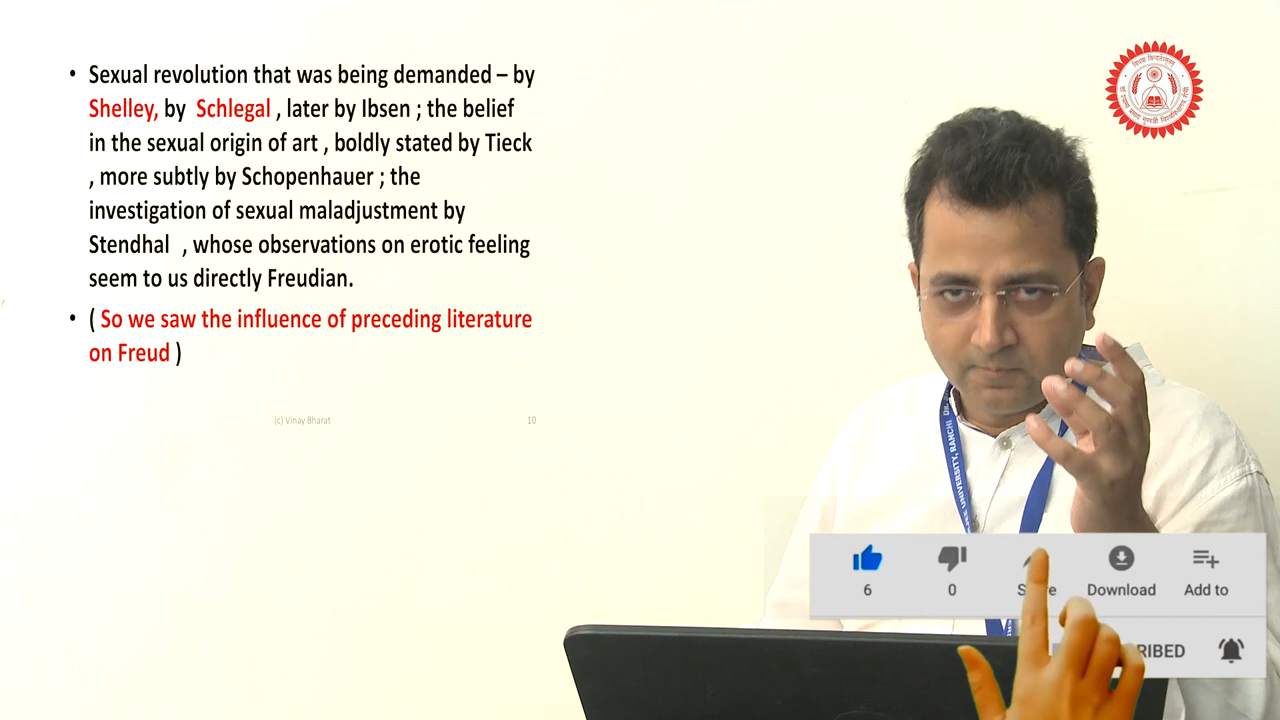 • Sexual revolution that was being demanded – by
Shelley, by Schlegal , later by Ibsen ; the belief
in the sexual origin of art , boldly stated by Tieck
, more subtly by Schopenhauer ; the
investigation of sexual maladjustment by
Stendhal , whose observations on erotic feeling
seem to us directly Freudian.
• ( So we saw the influence of preceding literature
on Freud )
(c) Vinay Bharat 10
UNIVERSITY, RANCHI
6 0 Download Add to
RIBED